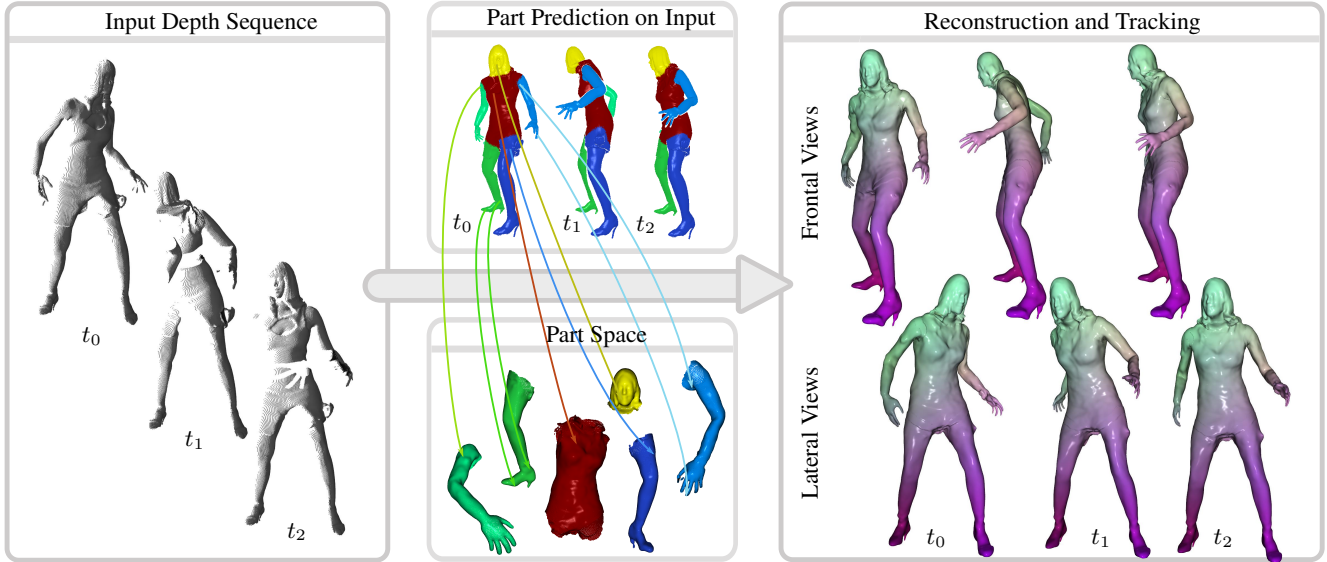 Input Depth Sequence
t0
t1
t2
Part Prediction on Input
t0
t1
t2
Part Space
Reconstruction and Tracking
Frontal Views
Lateral Views
t0
t1
t2